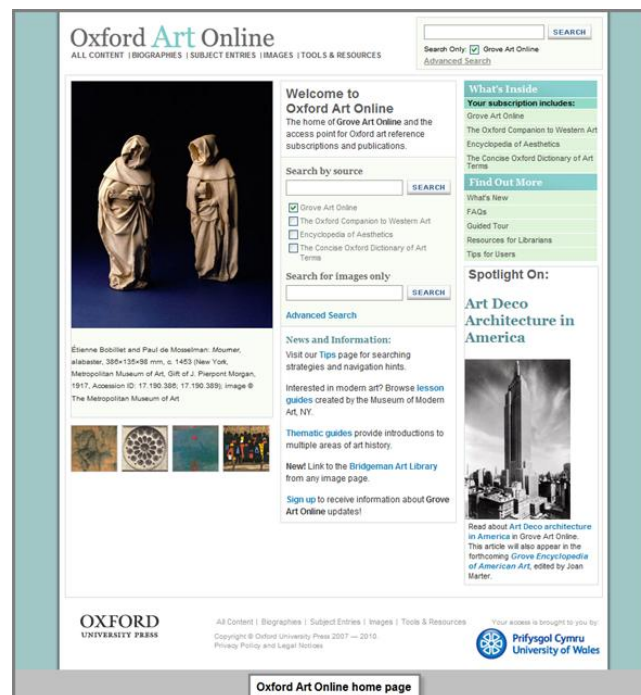 Oxford Art Online
ALL CONTENT | BIOGRAPHIES | SUBJECT ENTRIES | IMAGES | TOOLS & RESOURCES
SEARCH
Search Only: Grove Art Online
Advanced Search
Étienne Bobillet and Paul de Mosselman: Mourner,
alabaster, 386×135×98 mm, c. 1453 (New York,
Metropolitan Museum of Art, Gift of J. Pierpont Morgan,
1917, Accession ID: 17.190.386; 17.190.389); image ©
The Metropolitan Museum of Art
Welcome to
Oxford Art Online
The home of Grove Art Online and the
access point for Oxford art reference
subscriptions and publications.
Search by source
SEARCH
Grove Art Online
The Oxford Companion to Western Art
Encyclopedia of Aesthetics
The Concise Oxford Dictionary of Art
Terms
Search for images only
SEARCH
Advanced Search
News and Information:
Visit our Tips page for searching
strategies and navigation hints.
Interested in modern art? Browse lesson
guides created by the Museum of Modern
Art, NY.
Thematic guides provide introductions to
multiple areas of art history.
New! Link to the Bridgeman Art Library
from any image page.
Sign up to receive information about Grove
Art Online updates!
What's Inside
Your subscription includes:
Grove Art Online
The Oxford Companion to Western Art
Encyclopedia of Aesthetics
The Concise Oxford Dictionary of Art
Terms
Find Out More
What's New
FAQs
Guided Tour
Resources for Librarians
Tips for Users
Spotlight On:
Art Deco
Architecture in
America
Read about Art Deco architecture
in America in Grove Art Online.
This article will also appear in the
forthcoming Grove Encyclopedia
of American Art, edited by Joan
Marter.
OXFORD
UNIVERSITY PRESS
All Content | Biographies | Subject Entries | Images | Tools & Resources
Copyright © Oxford University Press 2007 — 2010.
Privacy Policy and Legal Notices
Your access is brought to you by:
Prifysgol Cymru
University of Wales
Oxford Art Online home page